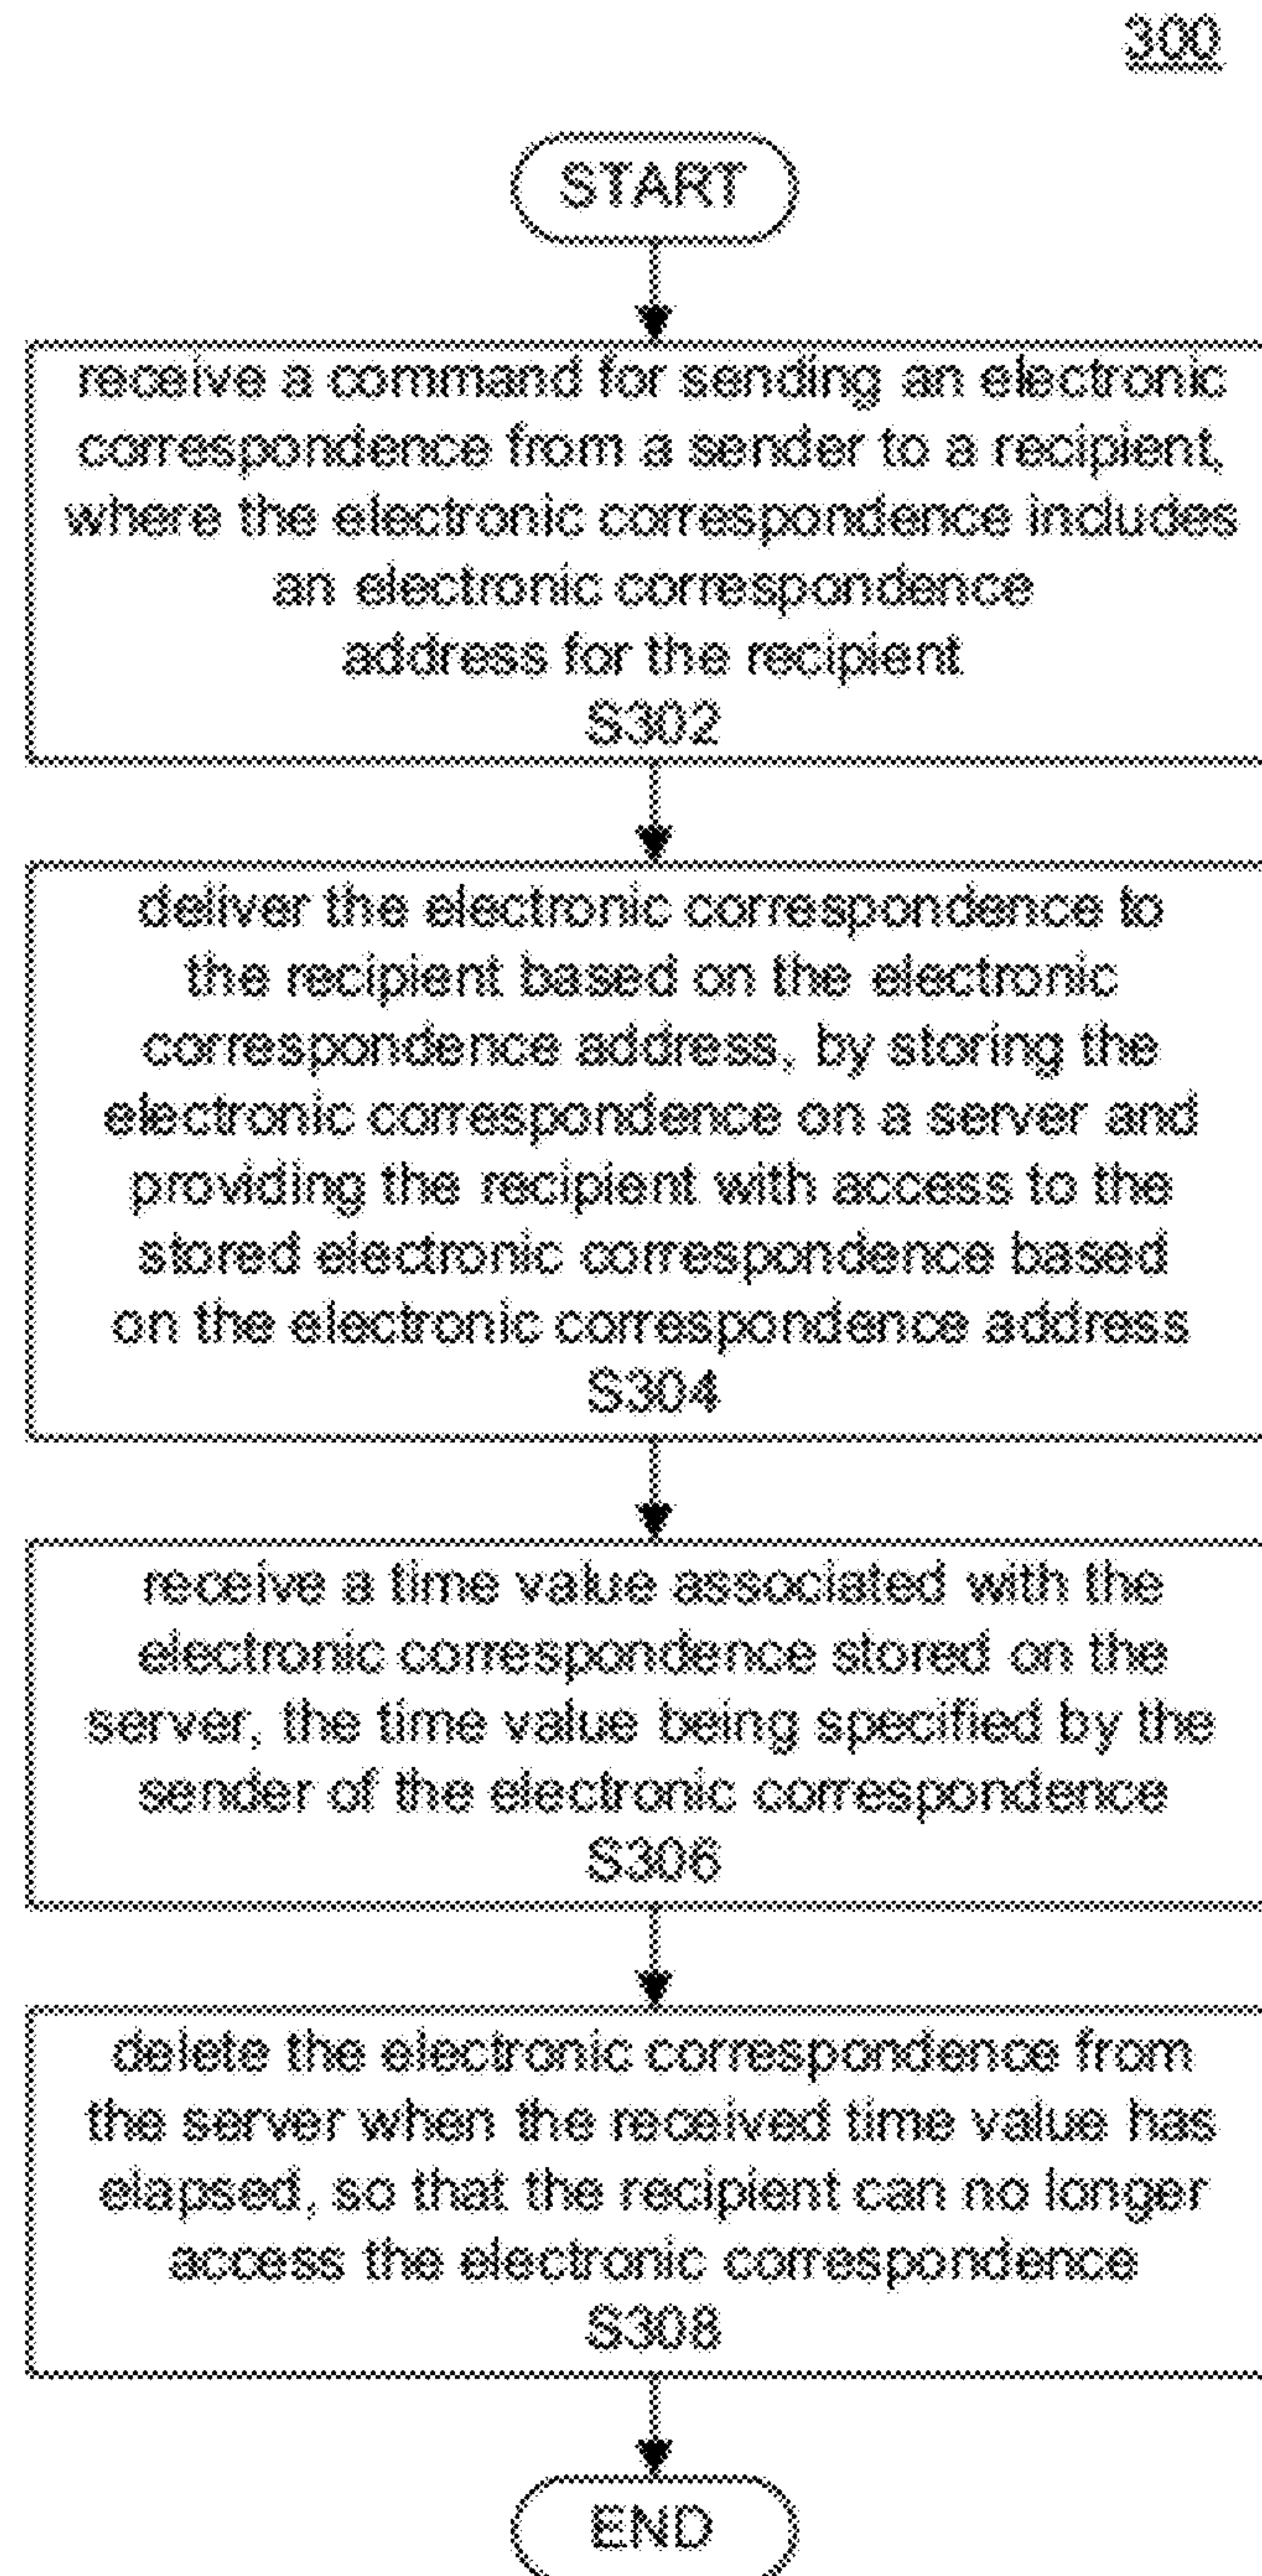 300
START
receive a command for sending an electronic
correspondence from a sender to a recipient,
where the electronic correspondence includes
an electronic correspondence
address for the recipient
S302
deliver the electronic correspondence to
the recipient based on the electronic
correspondence address, by storing the
electronic correspondence on a server and
providing the recipient with access to the
stored electronic correspondence based
on the electronic correspondence address
S304
receive a time value associated with the
electronic correspondence stored on the
server, the time value being specified by the
sender of the electronic correspondence
S306
delete the electronic correspondence from
the server when the received time value has
elapsed, so that the recipient can no longer
access the electronic correspondence
S308
END